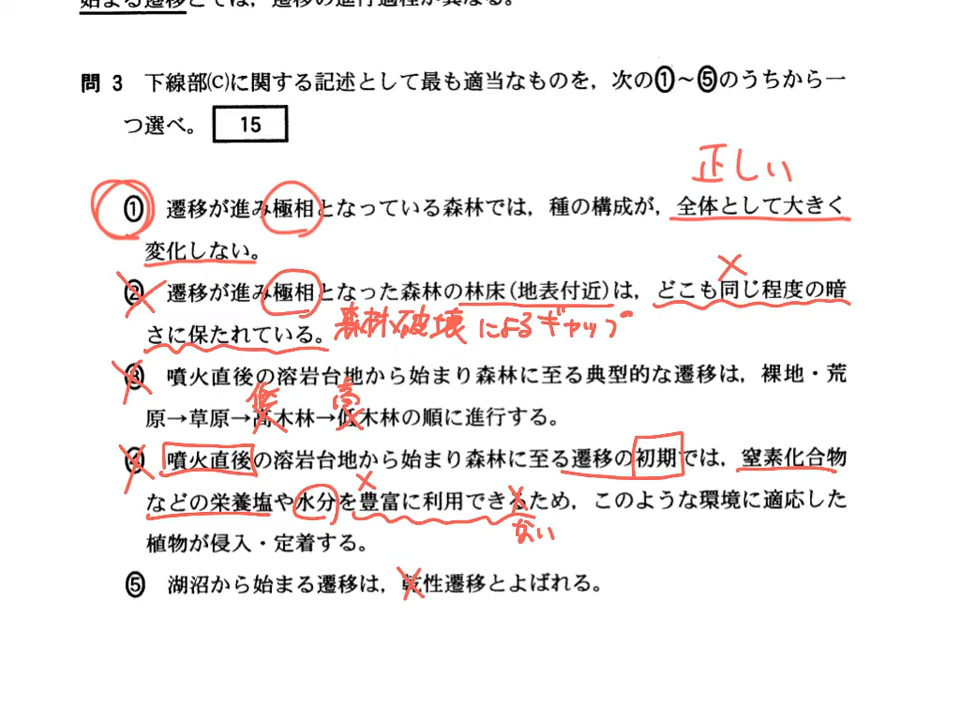 始まる遷移とでは，遷移の進行過程が異なる。
問 3 下線部(C)に関する記述として最も適当なものを，次の①～⑤のうちから一
つ選べ。 15
正しい
① 遷移が進み極相となっている森林では，種の構成が，全体として大きく
変化しない。
② 遷移が進み極相となった森林の林床(地表付近)は，どこも同じ程度の暗
さに保たれている。 森林破壊によるギャップ
③ 噴火直後の溶岩台地から始まり森林に至る典型的な遷移は，裸地・荒
低 高
原→草原→高木林→低木林の順に進行する。
④ 噴火直後の溶岩台地から始まり森林に至る遷移の初期では，窒素化合物
などの栄養塩や水分を豊富に利用できるため，このような環境に適応した
ない
植物が侵入・定着する。
⑤ 湖沼から始まる遷移は，乾性遷移とよばれる。